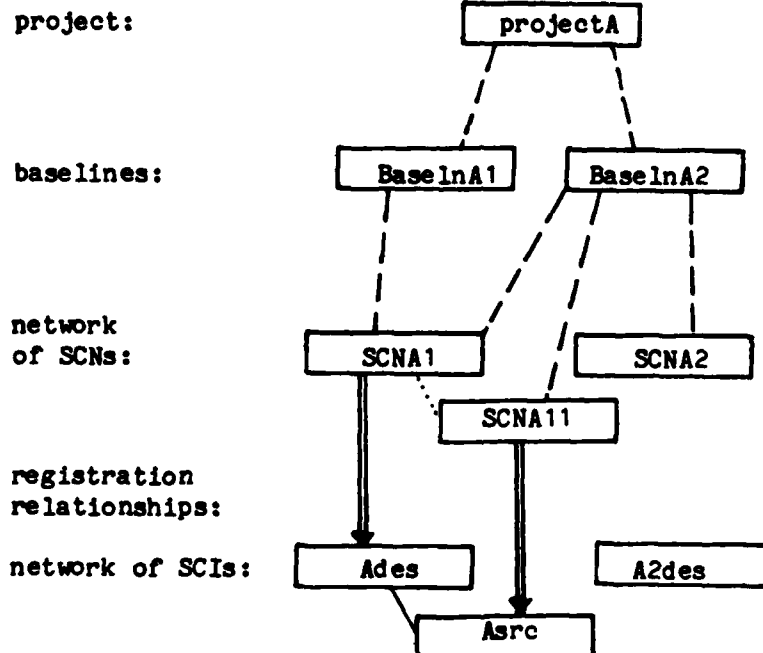 project:
projectA
baselines:
BaselnA1
BaselnA2
network
of SCNs:
SCNA1
SCNA2
SCNA11
registration
relationships:
network of SCIs:
Ades
A2des
Asrc